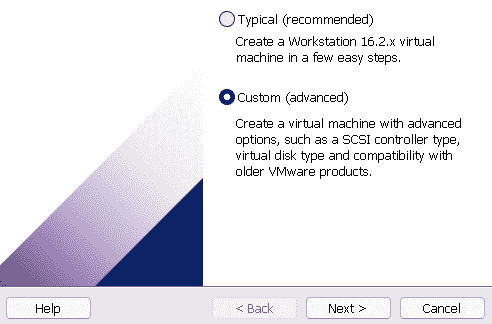 Typical (recommended)
Create a Workstation 16.2.x virtual
machine in a few easy steps.
Custom (advanced)
Create a virtual machine with advanced
options, such as a SCSI controller type,
virtual disk type and compatibility with
older VMware products.
Help
< Back
Next >
Cancel